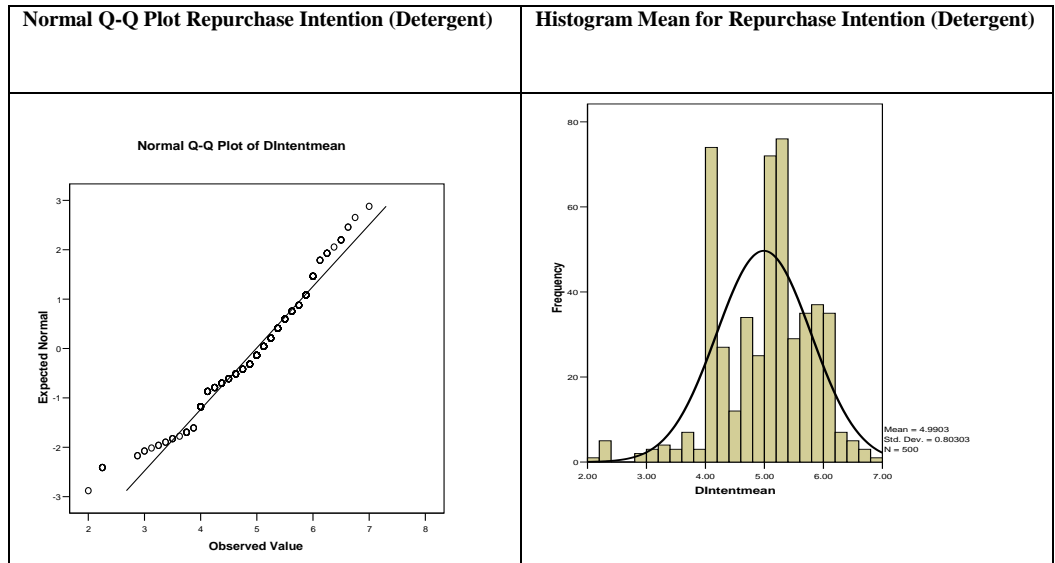 Normal Q-Q Plot Repurchase Intention (Detergent)
Histogram Mean for Repurchase Intention (Detergent)
Normal Q-Q Plot of DIntentmean
Expected Normal
3
2
1
0
-1
-2
-3
2 3 4 5 6 7 8
Observed Value
Frequency
80
60
40
20
0
2.00 3.00 4.00 5.00 6.00 7.00
DIntentmean
Mean = 4.9903
Std. Dev. = 0.80303
N = 500